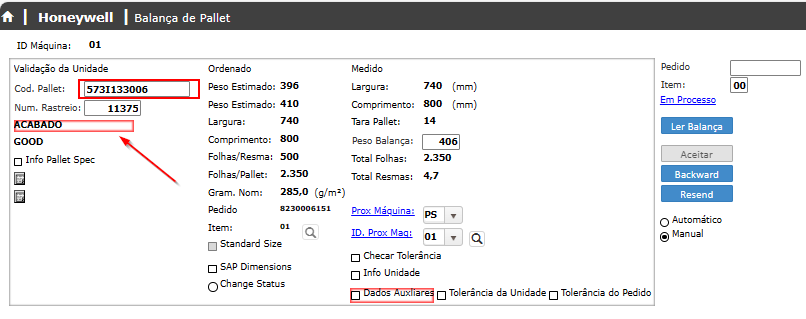 Honeywell Balança de Pallet
ID Máquina: 01
Validação da Unidade
Cod. Pallet: 573I133006
Num. Rastreio: 11375
ACABADO
GOOD
Info Pallet Spec
Ordenado
Peso Estimado: 396
Peso Estimado: 410
Largura: 740
Comprimento: 800
Folhas/Resma: 500
Folhas/Pallet: 2.350
Gram. Nom: 285,0 (g/m²)
Pedido 8230006151
Item: 01
Standard Size
SAP Dimensions
Change Status
Medido
Largura: 740 (mm)
Comprimento: 800 (mm)
Tara Pallet: 14
Peso Balança: 406
Total Folhas: 2.350
Total Resmas: 4,7
Prox Máquina: PS
ID. Prox Maq: 01
Checar Tolerância
Info Unidade
Dados Auxliares Tolerância da Unidade Tolerância do Pedido
Pedido
Item: 00
Em Processo
Ler Balança
Aceitar
Backward
Resend
Automático
Manual